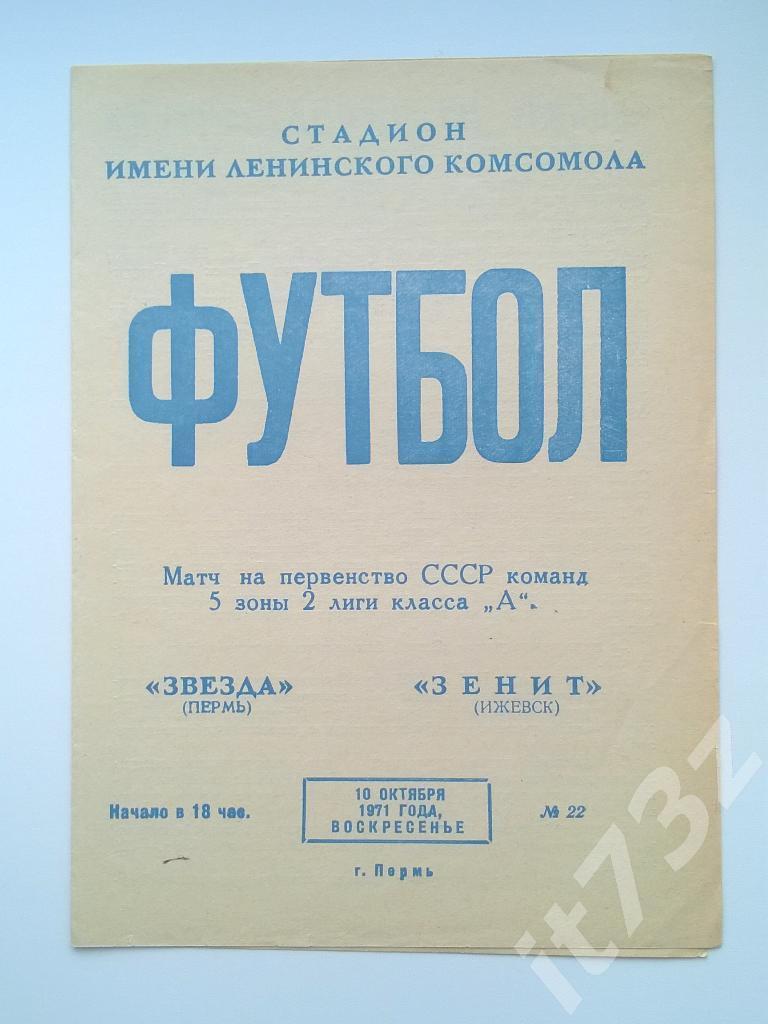 СТАДИОН
ИМЕНИ ЛЕНИНСКОГО КОМСОМОЛА
ФУТБОЛ
Матч на первенство СССР команд
5 зоны 2 лиги класса „А“.
«ЗВЕЗДА» «ЗЕНИТ»
(ПЕРМЬ) (ИЖЕВСК)
Начало в 18 час.
10 ОКТЯБРЯ
1971 ГОДА,
ВОСКРЕСЕНЬЕ
№ 22
г. Пермь
it73z